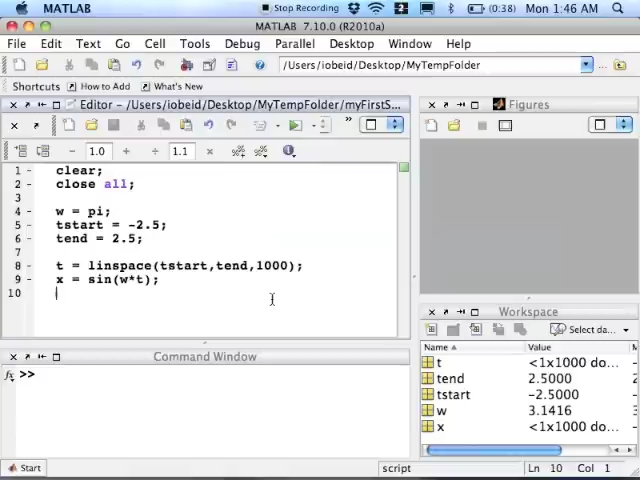 MATLAB
Stop Recording
(0:38)
Mon 1:46 AM
MATLAB 7.10.0 (R2010a)
File Edit Text Go Cell Tools Debug Parallel Desktop Window Help
/Users/iobeid/Desktop/MyTempFolder
Shortcuts How to Add What's New
Editor – /Users/iobeid/Desktop/MyTempFolder/myFirstS...
Figures
1.0
1.1
1 clear;
2 close all;
3
4 w = pi;
5 tstart = -2.5;
6 tend = 2.5;
7
8 t = linspace(tstart,tend,1000);
9 x = sin(w*t);
10
Workspace
Select da...
Name Value M
t <1x1000 do...
tend 2.5000 2
tstart -2.5000
w 3.1416 3
x <1x1000 do...
Command Window
fx >>
Start
script
Ln 10 Col 1